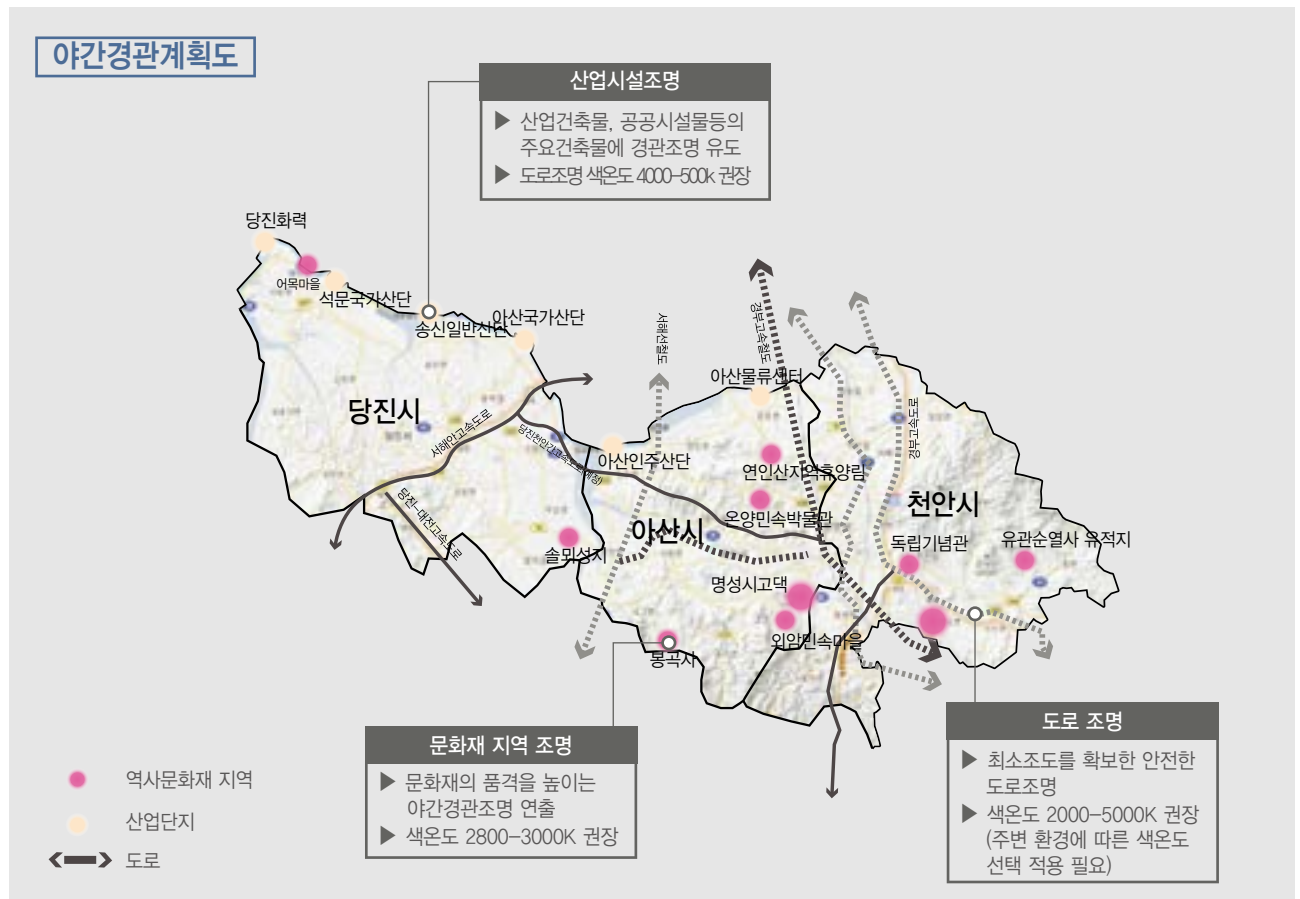 야간경관계획도
산업시설조명
▶ 산업건축물, 공공시설물등의
주요건축물에 경관조명 유도
▶ 도로조명 색온도 4000-500k 권장
당진화력
어목마을
석문국가산단
송신일반산단
아산국가산단
서해선철도
경부고속철도
아산물류센터
경부고속도로
당진시
서해안고속도로
당진천안간고속도로(예정)
아산인주산단
연인산자역휴양림
당진-대전고속도로
온양민속박물관
천안시
아산시
솔뫼성지
독립기념관
유관순열사 유적지
명성시고댁
외암민속마을
봉곡사
문화재 지역 조명
▶ 문화재의 품격을 높이는
야간경관조명 연출
▶ 색온도 2800-3000K 권장
도로 조명
▶ 최소조도를 확보한 안전한
도로조명
▶ 색온도 2000-5000K 권장
(주변 환경에 따른 색온도
선택 적용 필요)
역사문화재 지역
산업단지
도로